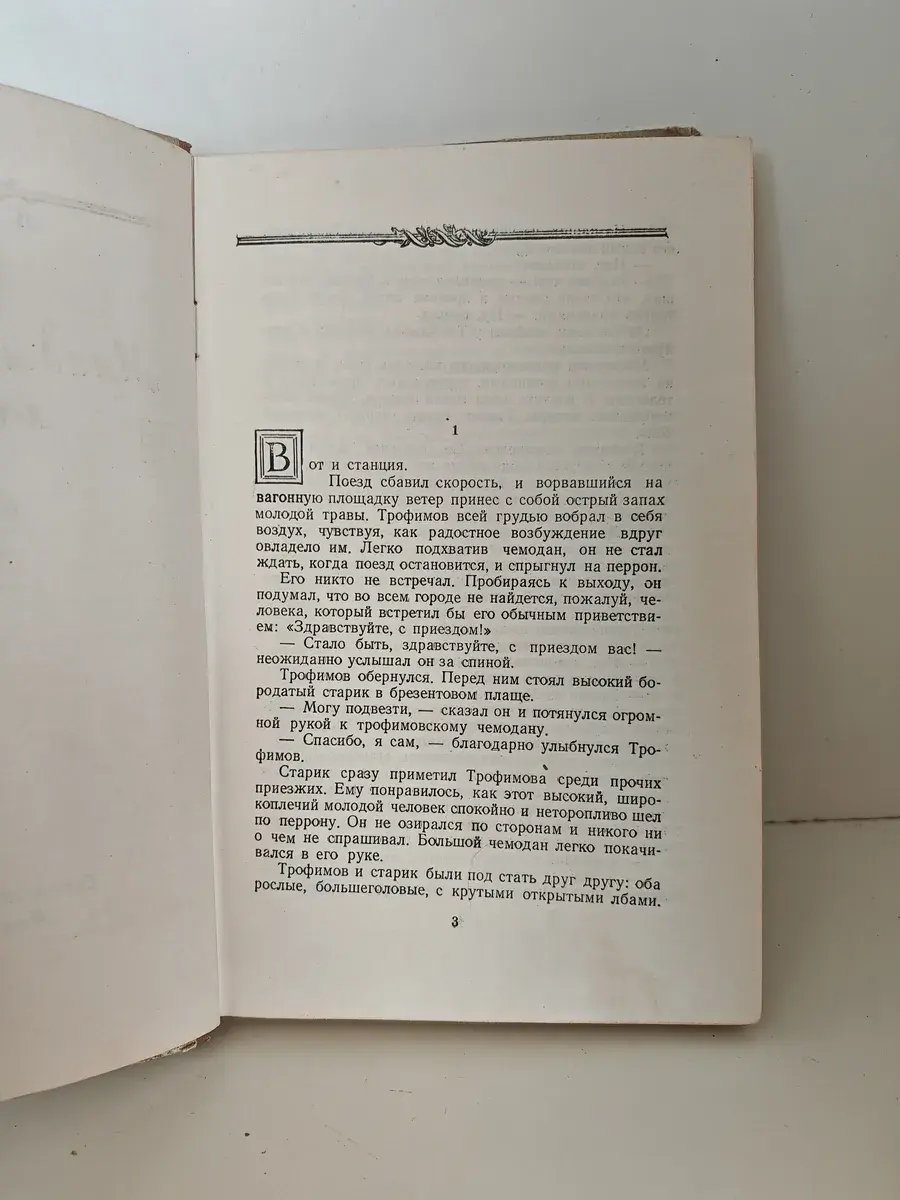 1
Вот и станция.
Поезд сбавил скорость, и ворвавшийся на
вагонную площадку ветер принес с собой острый запах
молодой травы. Трофимов всей грудью вобрал в себя
воздух, чувствуя, как радостное возбуждение вдруг
овладело им. Легко подхватив чемодан, он не стал
ждать, когда поезд остановится, и спрыгнул на перрон.
Его никто не встречал. Пробираясь к выходу, он
подумал, что во всем городе не найдется, пожалуй, че-
ловека, который встретил бы его обычным приветстви-
ем: «Здравствуйте, с приездом!»
— Стало быть, здравствуйте, с приездом вас! —
неожиданно услышал он за спиной.
Трофимов обернулся. Перед ним стоял высокий бо-
родатый старик в брезентовом плаще.
— Могу подвезти, — сказал он и потянулся огром-
ной рукой к трофимовскому чемодану.
— Спасибо, я сам, — благодарно улыбнулся Тро-
фимов.
Старик сразу приметил Трофимова среди прочих
приезжих. Ему понравилось, как этот высокий, широ-
коплечий молодой человек спокойно и неторопливо шел
по перрону. Он не озирался по сторонам и никого ни
о чем не спрашивал. Большой чемодан легко покачи-
вался в его руке.
Трофимов и старик были под стать друг другу: оба
рослые, большеголовые, с крутыми открытыми лбами.
3